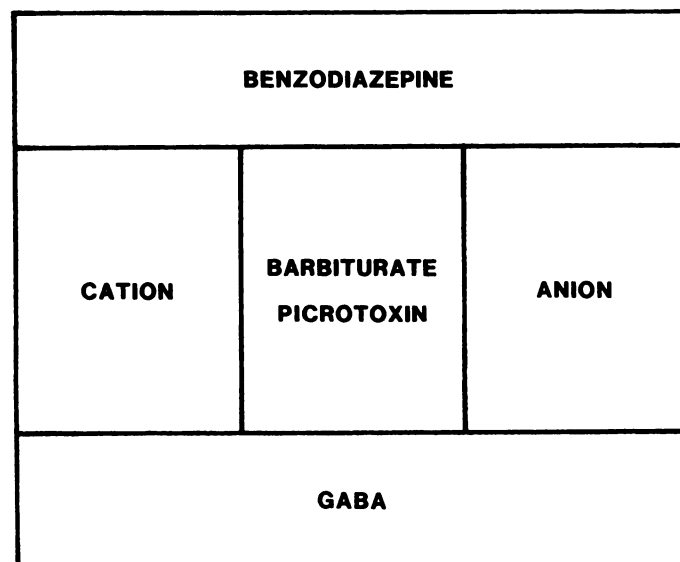 BENZODIAZEPINE
CATION
BARBITURATE
PICROTOXIN
ANION
GABA